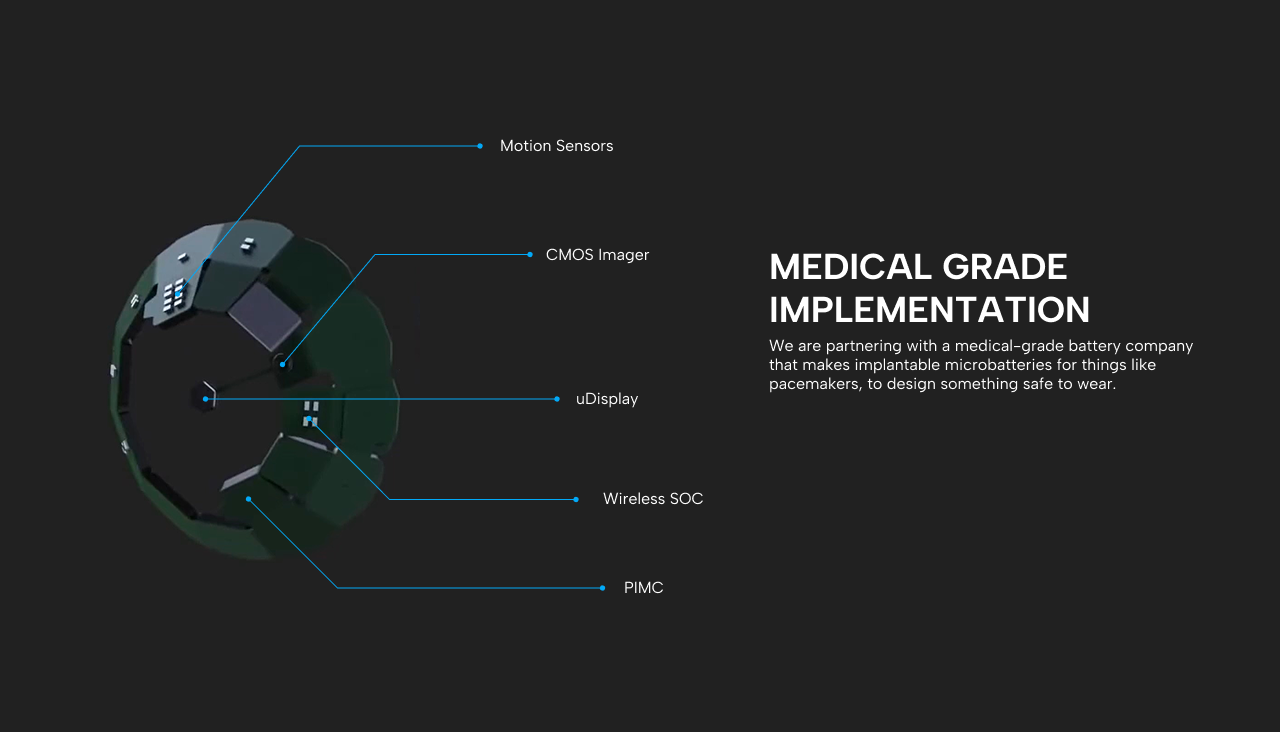 Motion Sensors
CMOS Imager
uDisplay
Wireless SOC
PIMC
MEDICAL GRADE
IMPLEMENTATION
We are partnering with a medical-grade battery company
that makes implantable microbatteries for things like
pacemakers, to design something safe to wear.